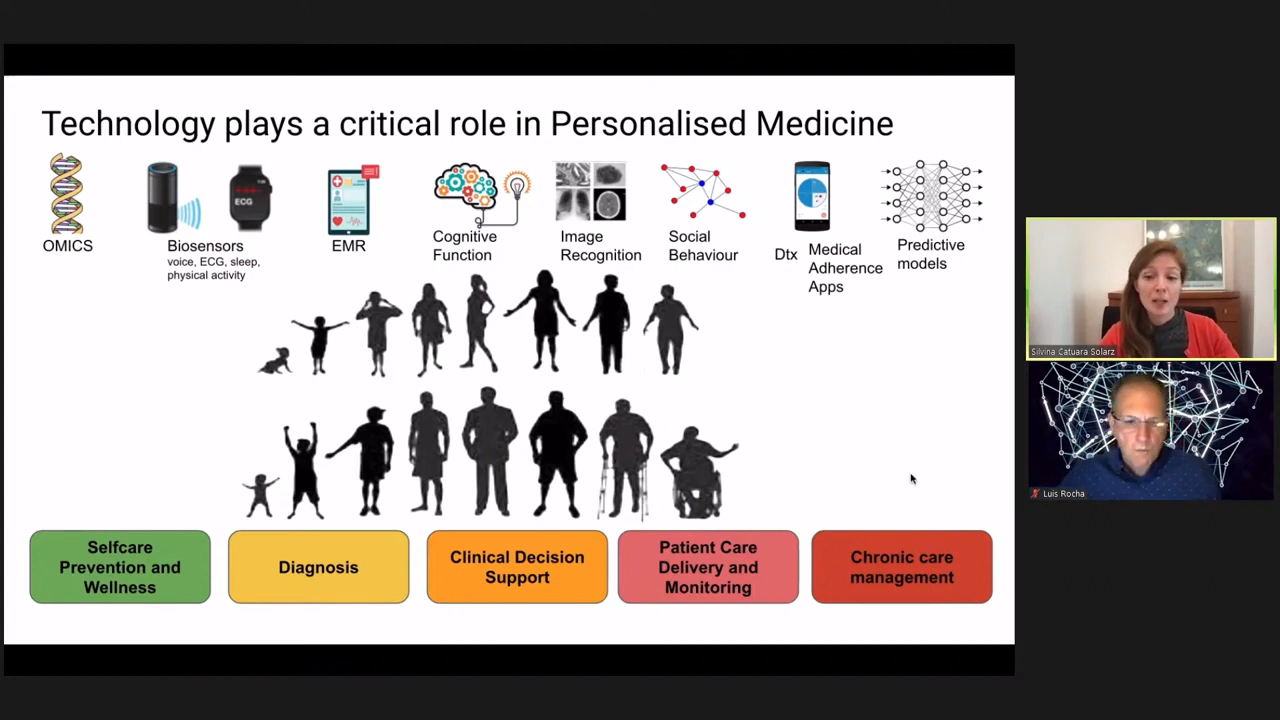 Technology plays a critical role in Personalised Medicine
OMICS
Biosensors
voice, ECG, sleep,
physical activity
ECG
EMR
Cognitive
Function
Image
Recognition
Social
Behaviour
Dtx
Medical
Adherence
Apps
Predictive
models
Selfcare
Prevention and
Wellness
Diagnosis
Clinical Decision
Support
Patient Care
Delivery and
Monitoring
Chronic care
management
Silvina Catuara Solarz
Luis Rocha